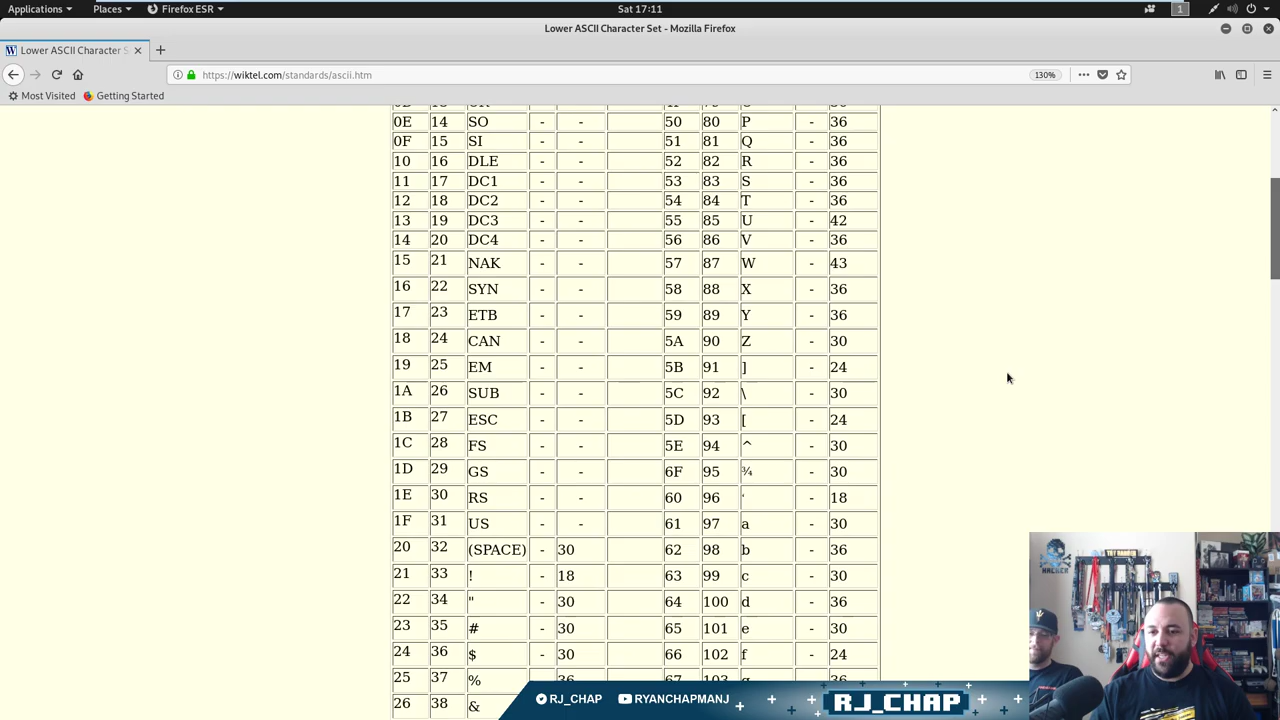 Applications Places Firefox ESR Sat 17:11 1
Lower ASCII Character Set - Mozilla Firefox
Lower ASCII Character S
https://wiktel.com/standards/ascii.htm 130%
Most Visited Getting Started
0E 14 SO - - 50 80 P - 36
0F 15 SI - - 51 81 Q - 36
10 16 DLE - - 52 82 R - 36
11 17 DC1 - - 53 83 S - 36
12 18 DC2 - - 54 84 T - 36
13 19 DC3 - - 55 85 U - 42
14 20 DC4 - - 56 86 V - 36
15 21 NAK - - 57 87 W - 43
16 22 SYN - - 58 88 X - 36
17 23 ETB - - 59 89 Y - 36
18 24 CAN - - 5A 90 Z - 30
19 25 EM - - 5B 91 ] - 24
1A 26 SUB - - 5C 92 \ - 30
1B 27 ESC - - 5D 93 [ - 24
1C 28 FS - - 5E 94 ^ - 30
1D 29 GS - - 6F 95 ¾ - 30
1E 30 RS - - 60 96 ' - 18
1F 31 US - - 61 97 a - 30
20 32 (SPACE) - 30 62 98 b - 36
21 33 ! - 18 63 99 c - 30
22 34 " - 30 64 100 d - 36
23 35 # - 30 65 101 e - 30
24 36 $ - 30 66 102 f - 24
25 37 %
26 38 &
RJ_CHAP RYANCHAPMANJ RJ_CHAP
HACKER